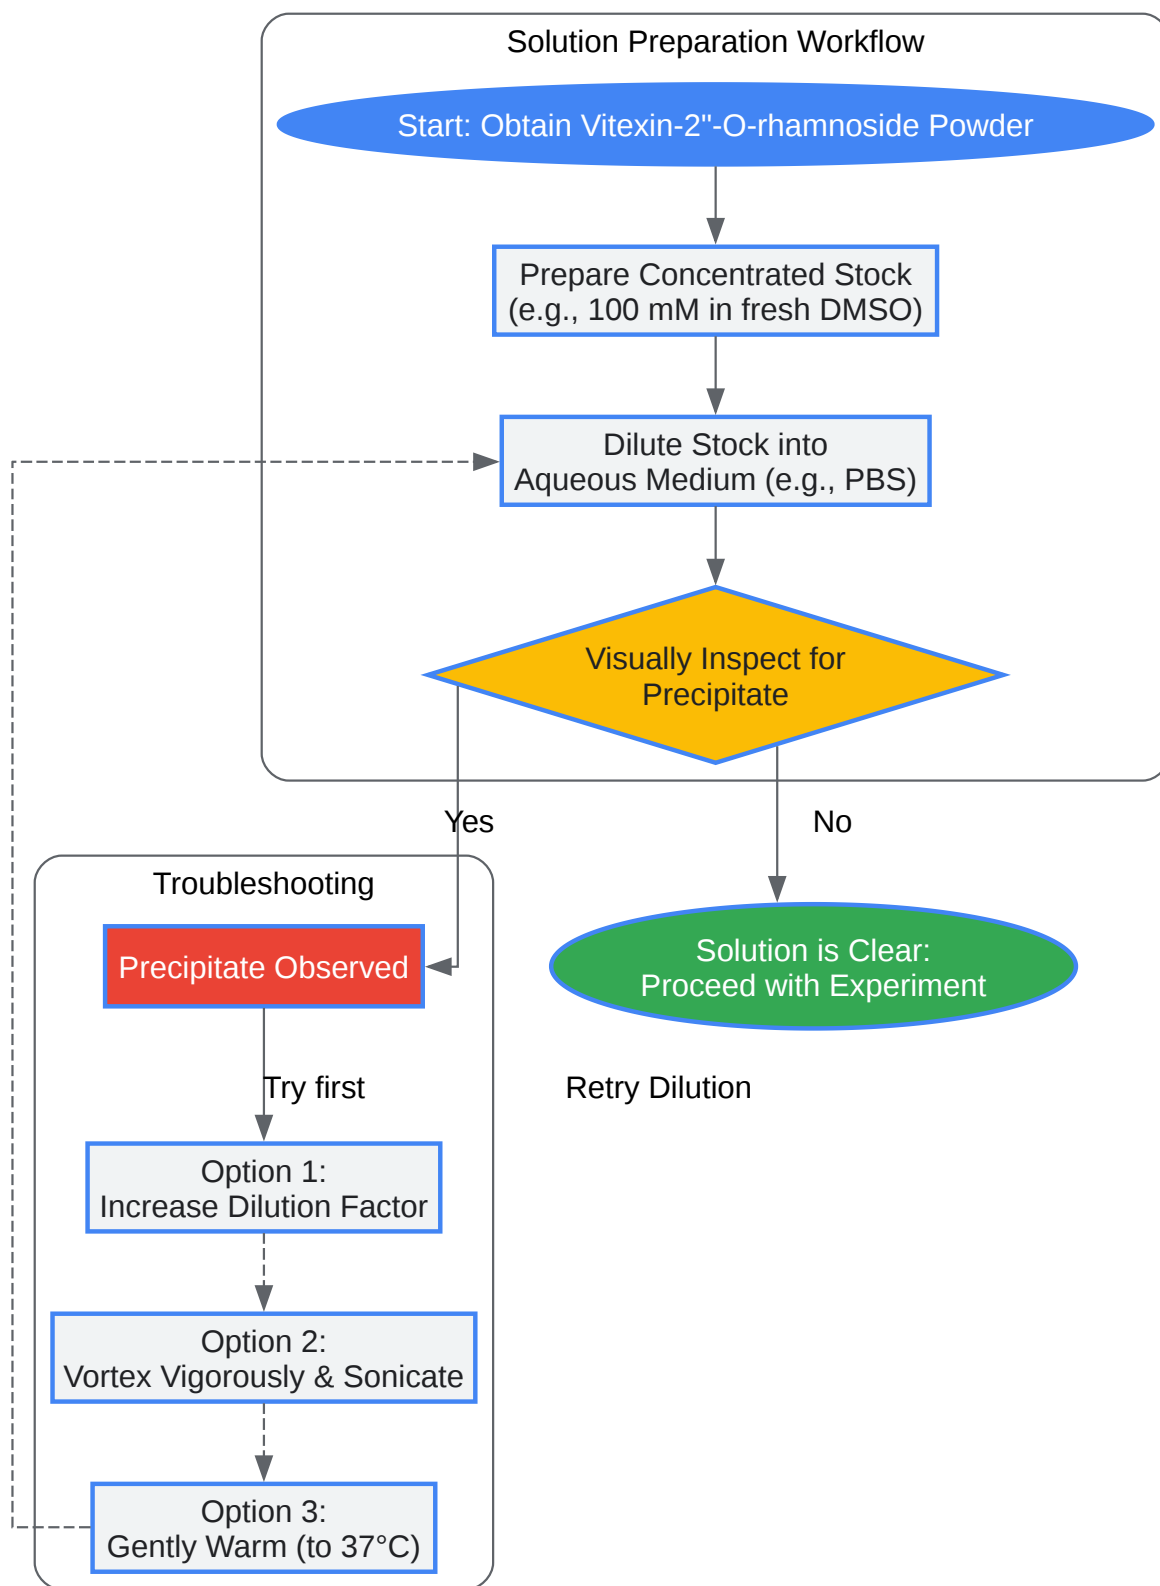 Solution Preparation Workflow
Start: Obtain Vitexin-2"-O-rhamnoside Powder
Prepare Concentrated Stock
(e.g., 100 mM in fresh DMSO)
Dilute Stock into
Aqueous Medium (e.g., PBS)
Visually Inspect for
Precipitate
Yes
No
Troubleshooting
Precipitate Observed
Solution is Clear:
Proceed with Experiment
Try first
Retry Dilution
Option 1:
Increase Dilution Factor
Option 2:
Vortex Vigorously & Sonicate
Option 3:
Gently Warm (to 37°C)